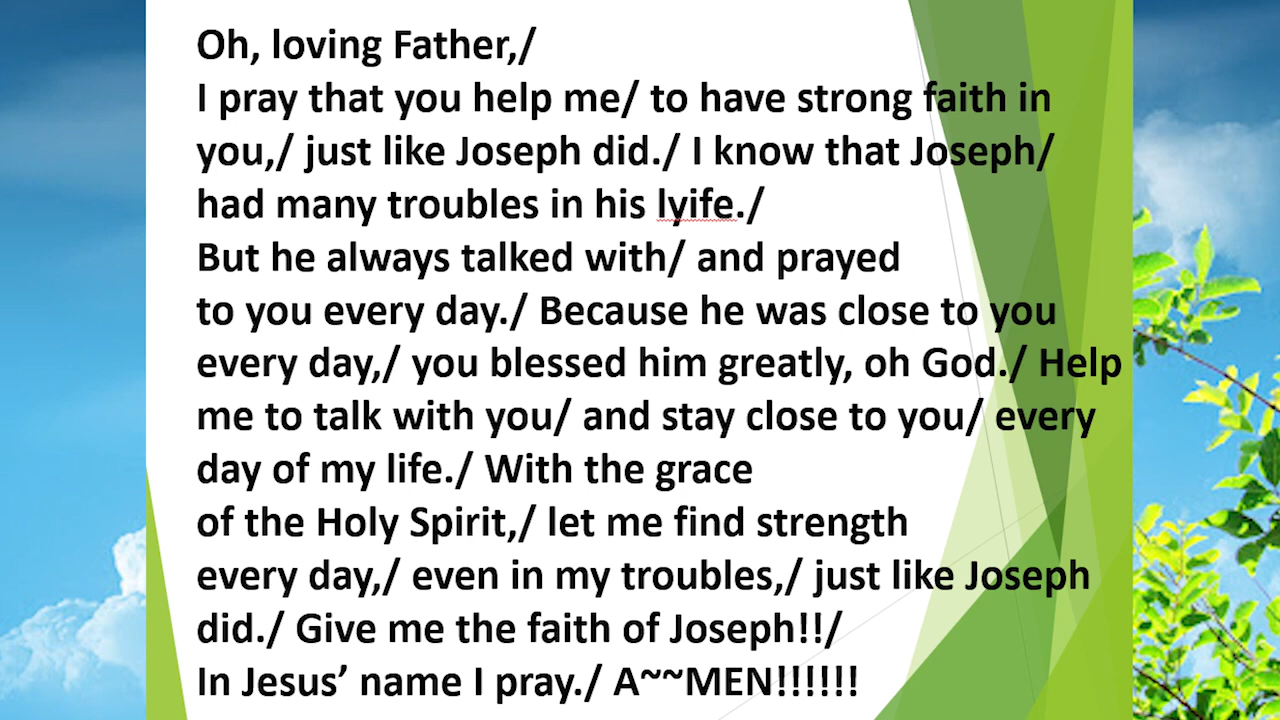 Oh, loving Father,/
I pray that you help me/ to have strong faith in
you,/ just like Joseph did./ I know that Joseph/
had many troubles in his lyife./
But he always talked with/ and prayed
to you every day./ Because he was close to you
every day,/ you blessed him greatly, oh God./ Help
me to talk with you/ and stay close to you/ every
day of my life./ With the grace
of the Holy Spirit,/ let me find strength
every day,/ even in my troubles,/ just like Joseph
did./ Give me the faith of Joseph!!/
In Jesus’ name I pray./ A~~MEN!!!!!!